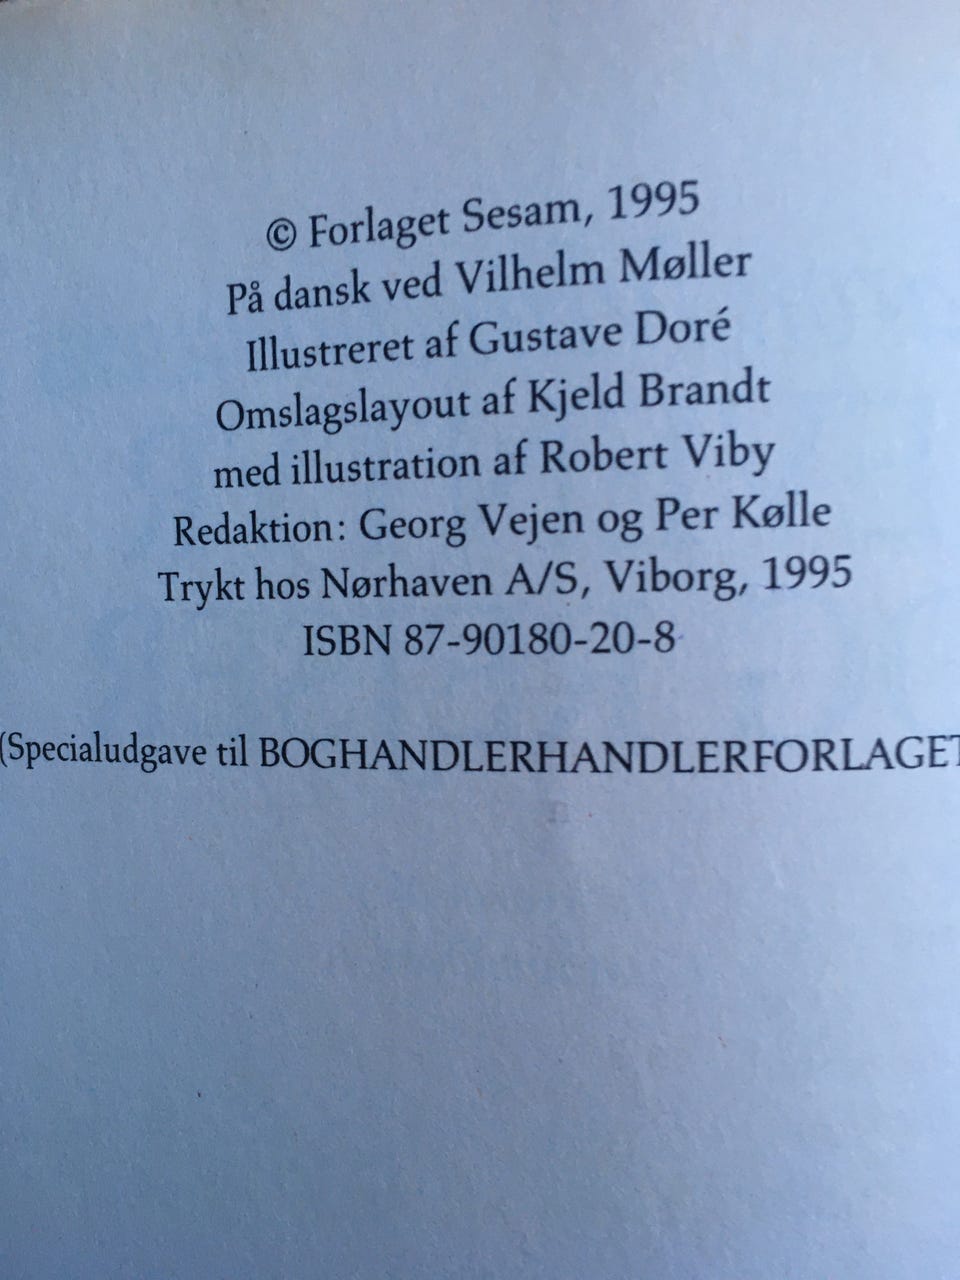 © Forlaget Sesam, 1995
På dansk ved Vilhelm Møller
Illustreret af Gustave Doré
Omslagslayout af Kjeld Brandt
med illustration af Robert Viby
Redaktion: Georg Vejen og Per Kølle
Trykt hos Nørhaven A/S, Viborg, 1995
ISBN 87-90180-20-8
(Specialudgave til BOGHANDLERHANDLERFORLAGET